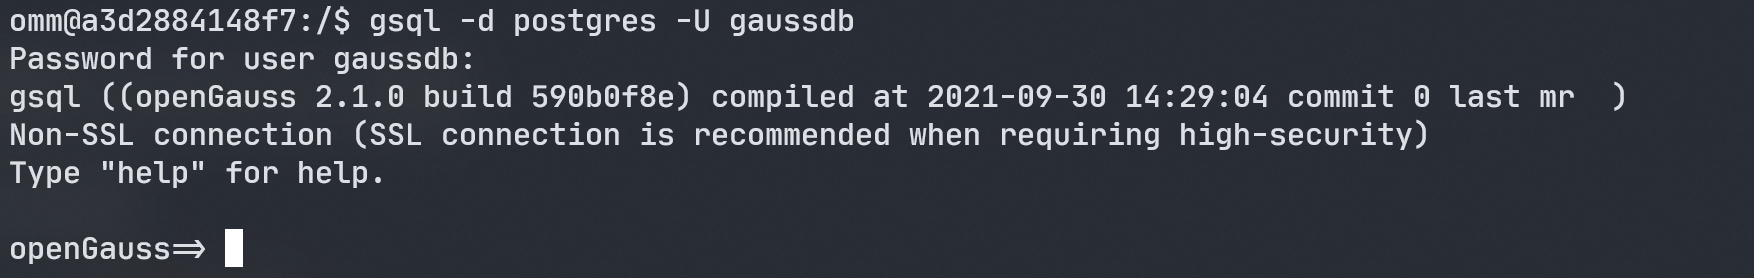 omm@a3d2884148f7:/$ gsql -d postgres -U gaussdb
Password for user gaussdb:
gsql ((openGauss 2.1.0 build 590b0f8e) compiled at 2021-09-30 14:29:04 commit 0 last mr  )
Non-SSL connection (SSL connection is recommended when requiring high-security)
Type "help" for help.
openGauss=>